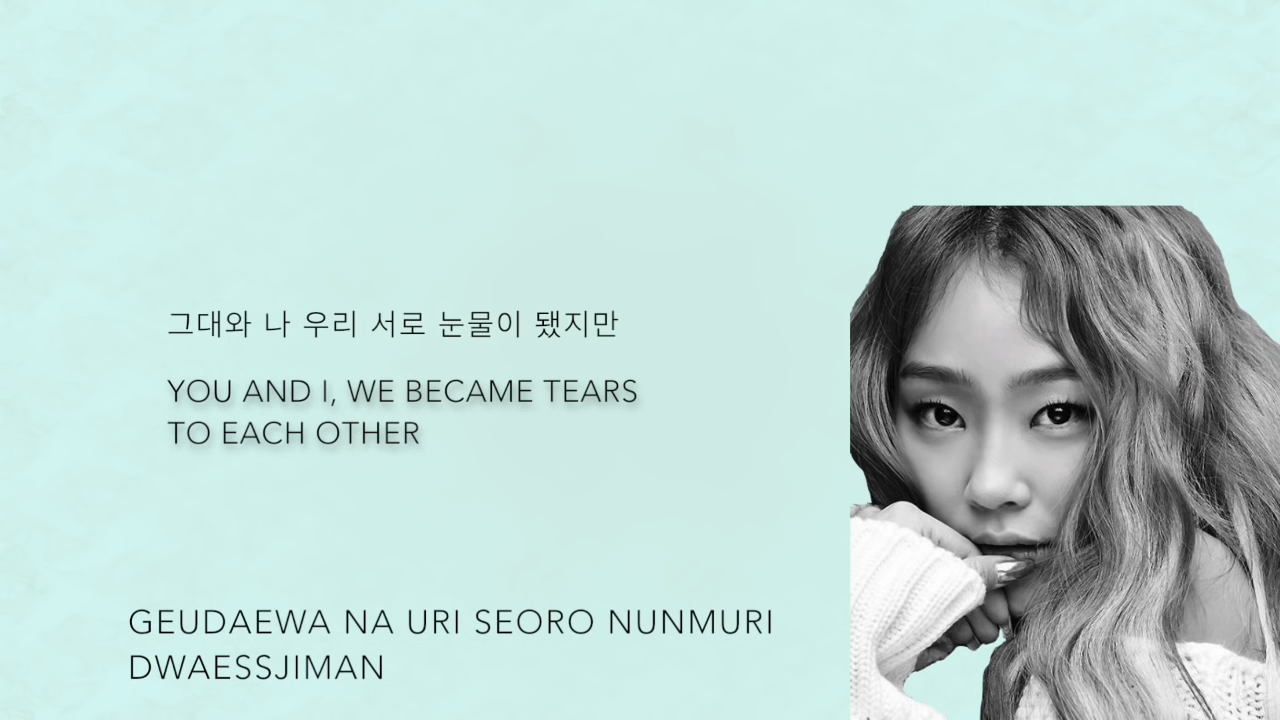 그대와 나 우리 서로 눈물이 됐지만
YOU AND I, WE BECAME TEARS
TO EACH OTHER
GEUDAEWA NA URI SEORO NUNMURI
DWAESSJIMAN